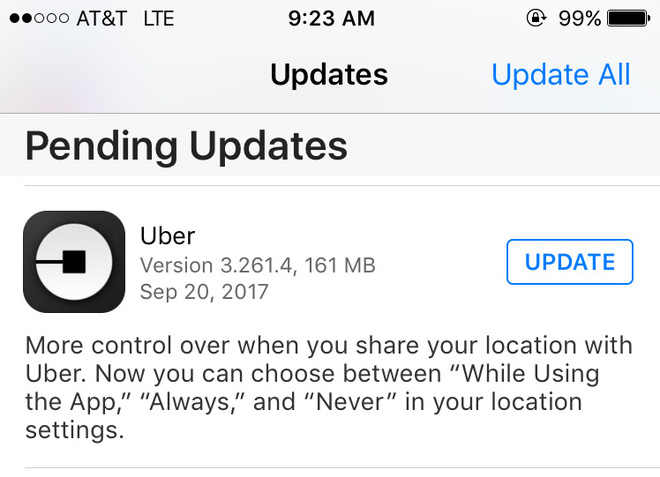 AT&T LTE 9:23 AM 99%
Updates Update All
Pending Updates
Uber
Version 3.261.4, 161 MB
UPDATE
Sep 20, 2017
More control over when you share your location with
Uber. Now you can choose between “While Using
the App,” “Always,” and “Never” in your location
settings.